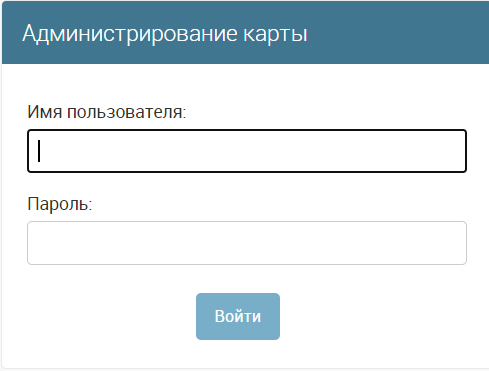 Администрирование карты
Имя пользователя:
Пароль:
Войти